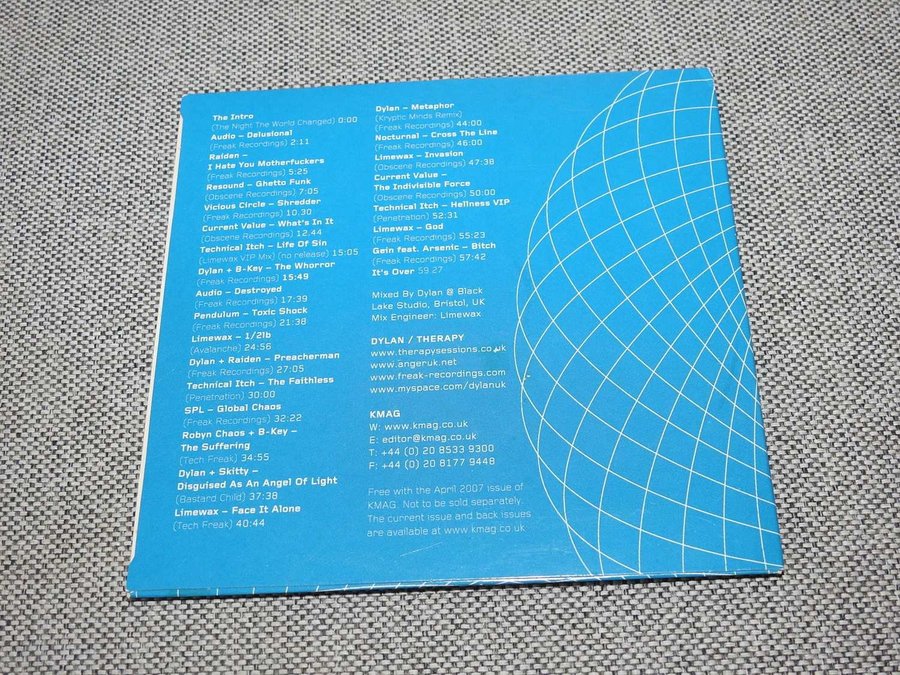 The Intro
(The Night The World Changed) 0:00
Audio – Delusional
(Freak Recordings) 2:11
Raiden –
I Hate You Motherfuckers
(Freak Recordings) 5:25
Resound – Ghetto Funk
(Obscene Recordings) 7:05
Vicious Circle – Shredder
(Freak Recordings) 10.30
Current Value – What's In It
(Obscene Recordings) 12.44
Technical Itch – Life Of Sin
(Limewax V.I.P Mix) (no release) 15:05
Dylan + B-Key – The Whorror
(Freak Recordings) 15:49
Audio – Destroyed
(Freak Recordings) 17:39
Pendulum – Toxic Shock
(Freak Recordings) 21:38
Limewax – 1/2lb
(Avalanche) 24:56
Dylan + Raiden – Preacherman
(Freak Recordings) 27:05
Technical Itch – The Faithless
(Penetration) 30:00
SPL – Global Chaos
(Freak Recordings) 32:22
Robyn Chaos + B-Key –
The Suffering
(Tech Freak) 34:55
Dylan + Skitty –
Disguised As An Angel Of Light
(Bastard Child) 37:38
Limewax – Face It Alone
(Tech Freak) 40:44
Dylan – Metaphor
(Kryptic Minds Remix)
(Freak Recordings) 44:00
Nocturnal – Cross The Line
(Freak Recordings) 46:00
Limewax – Invasion
(Obscene Recordings) 47:38
Current Value –
The Indivisible Force
(Obscene Recordings) 50:00
Technical Itch – Hellness VIP
(Penetration) 52:31
Limewax – God
(Freak Recordings) 55:23
Gein feat. Arsenic – Bitch
(Freak Recordings) 57:42
It's Over 59.27
Mixed By Dylan @ Black
Lake Studio, Bristol, UK
Mix Engineer: Limewax
DYLAN / THERAPY
www.therapysessions.co.uk
www.angeruk.net
www.freak-recordings.com
www.myspace.com/dylanuk
KMAG
W: www.kmag.co.uk
E: editor@kmag.co.uk
T: +44 (0) 20 8533 9300
F: +44 (0) 20 8177 9448
Free with the April 2007 issue of
KMAG. Not to be sold separately.
The current issue and back issues
are available at www.kmag.co.uk